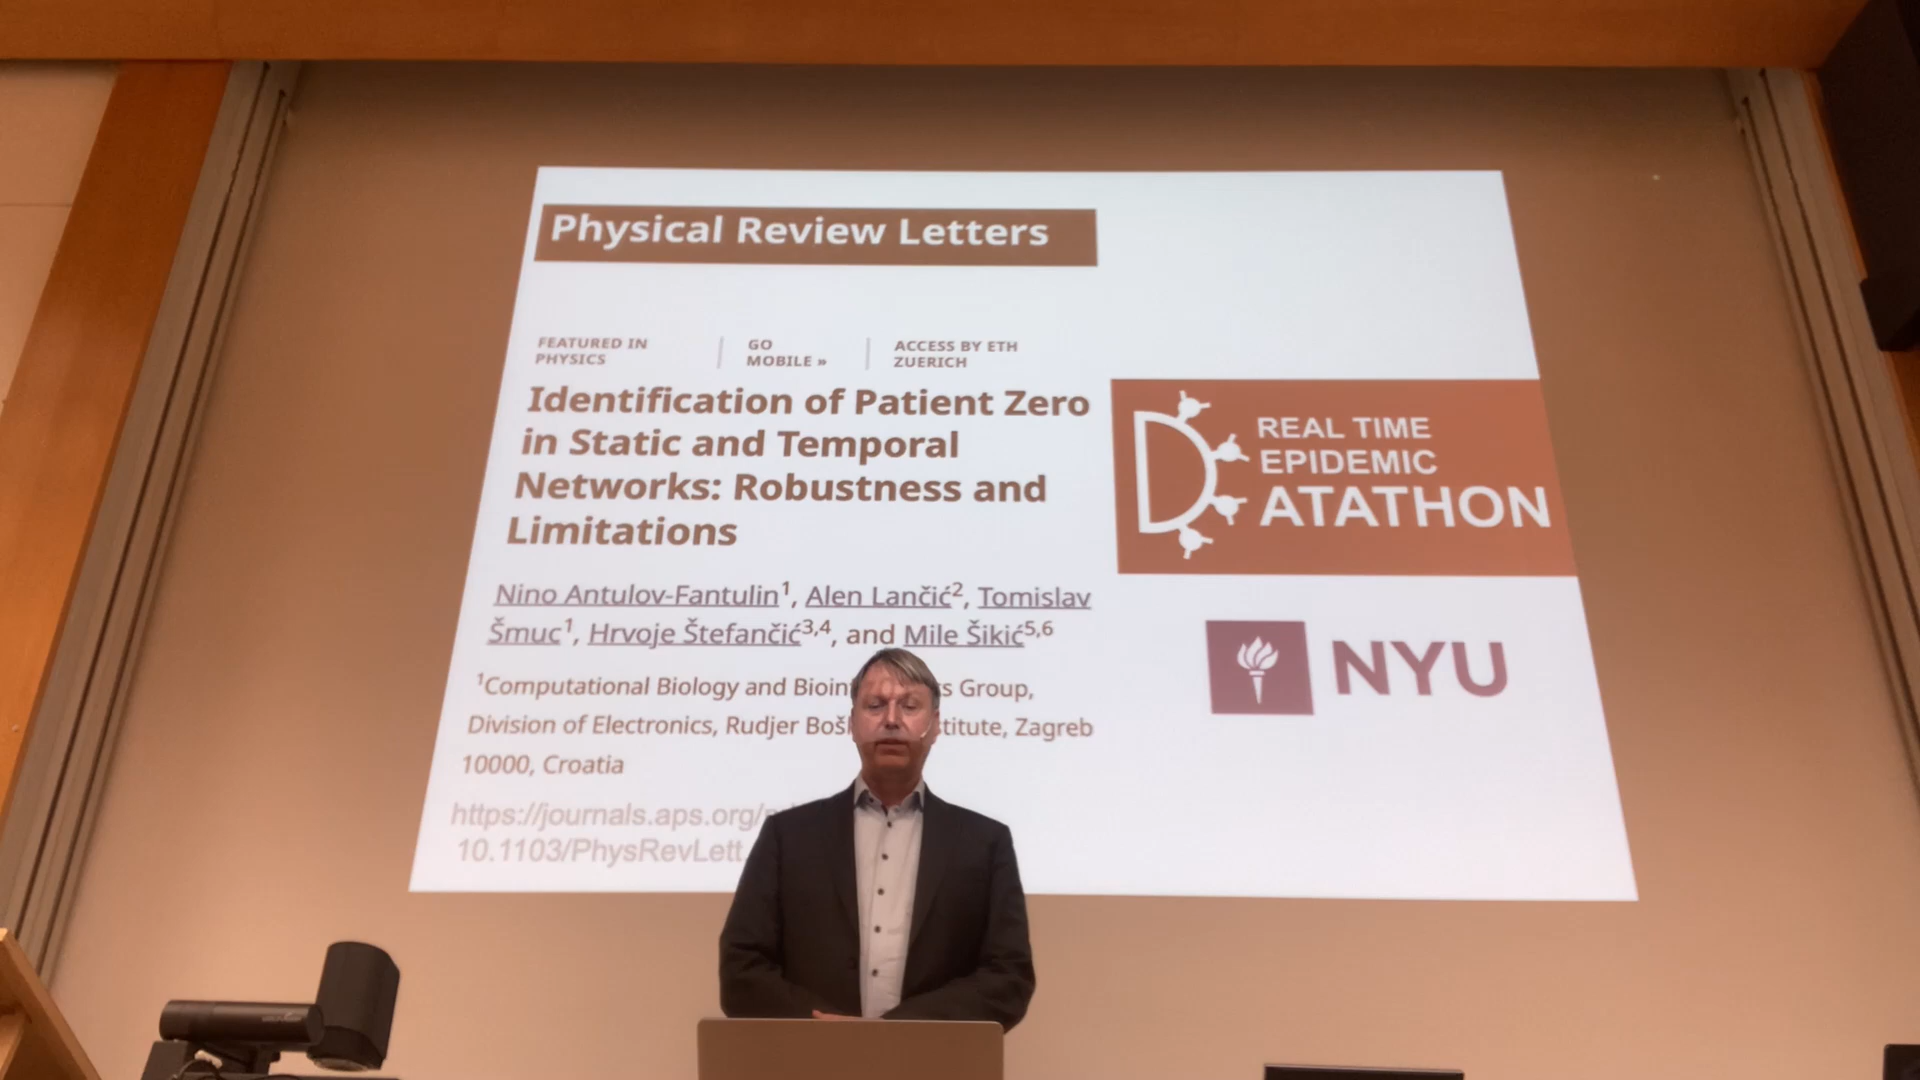 Physical Review Letters
FEATURED IN
PHYSICS
GO
MOBILE »
ACCESS BY ETH
ZUERICH
Identification of Patient Zero
in Static and Temporal
Networks: Robustness and
Limitations
Nino Antulov-Fantulin1, Alen Lančić2, Tomislav
Šmuc1, Hrvoje Štefančić3,4, and Mile Šikić5,6
1Computational Biology and Bioin s Group,
Division of Electronics, Rudjer Boš titute, Zagreb
10000, Croatia
https://journals.aps.org/
10.1103/PhysRevLett.
REAL TIME
EPIDEMIC
DATATHON
NYU